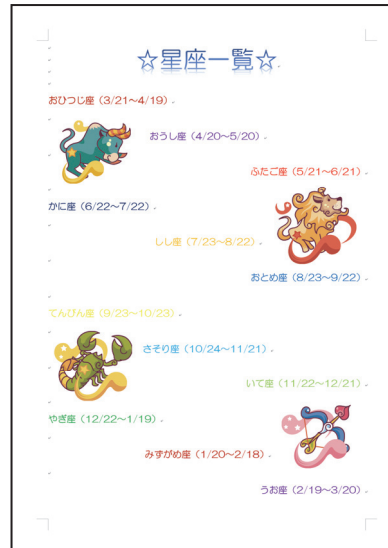 ☆星座一覧☆
おひつじ座（3/21～4/19）
おうし座（4/20～5/20）
ふたご座（5/21～6/21）
かに座（6/22～7/22）
しし座（7/23～8/22）
おとめ座（8/23～9/22）
てんびん座（9/23～10/23）
さそり座（10/24～11/21）
いて座（11/22～12/21）
やぎ座（12/22～1/19）
みずがめ座（1/20～2/18）
うお座（2/19～3/20）